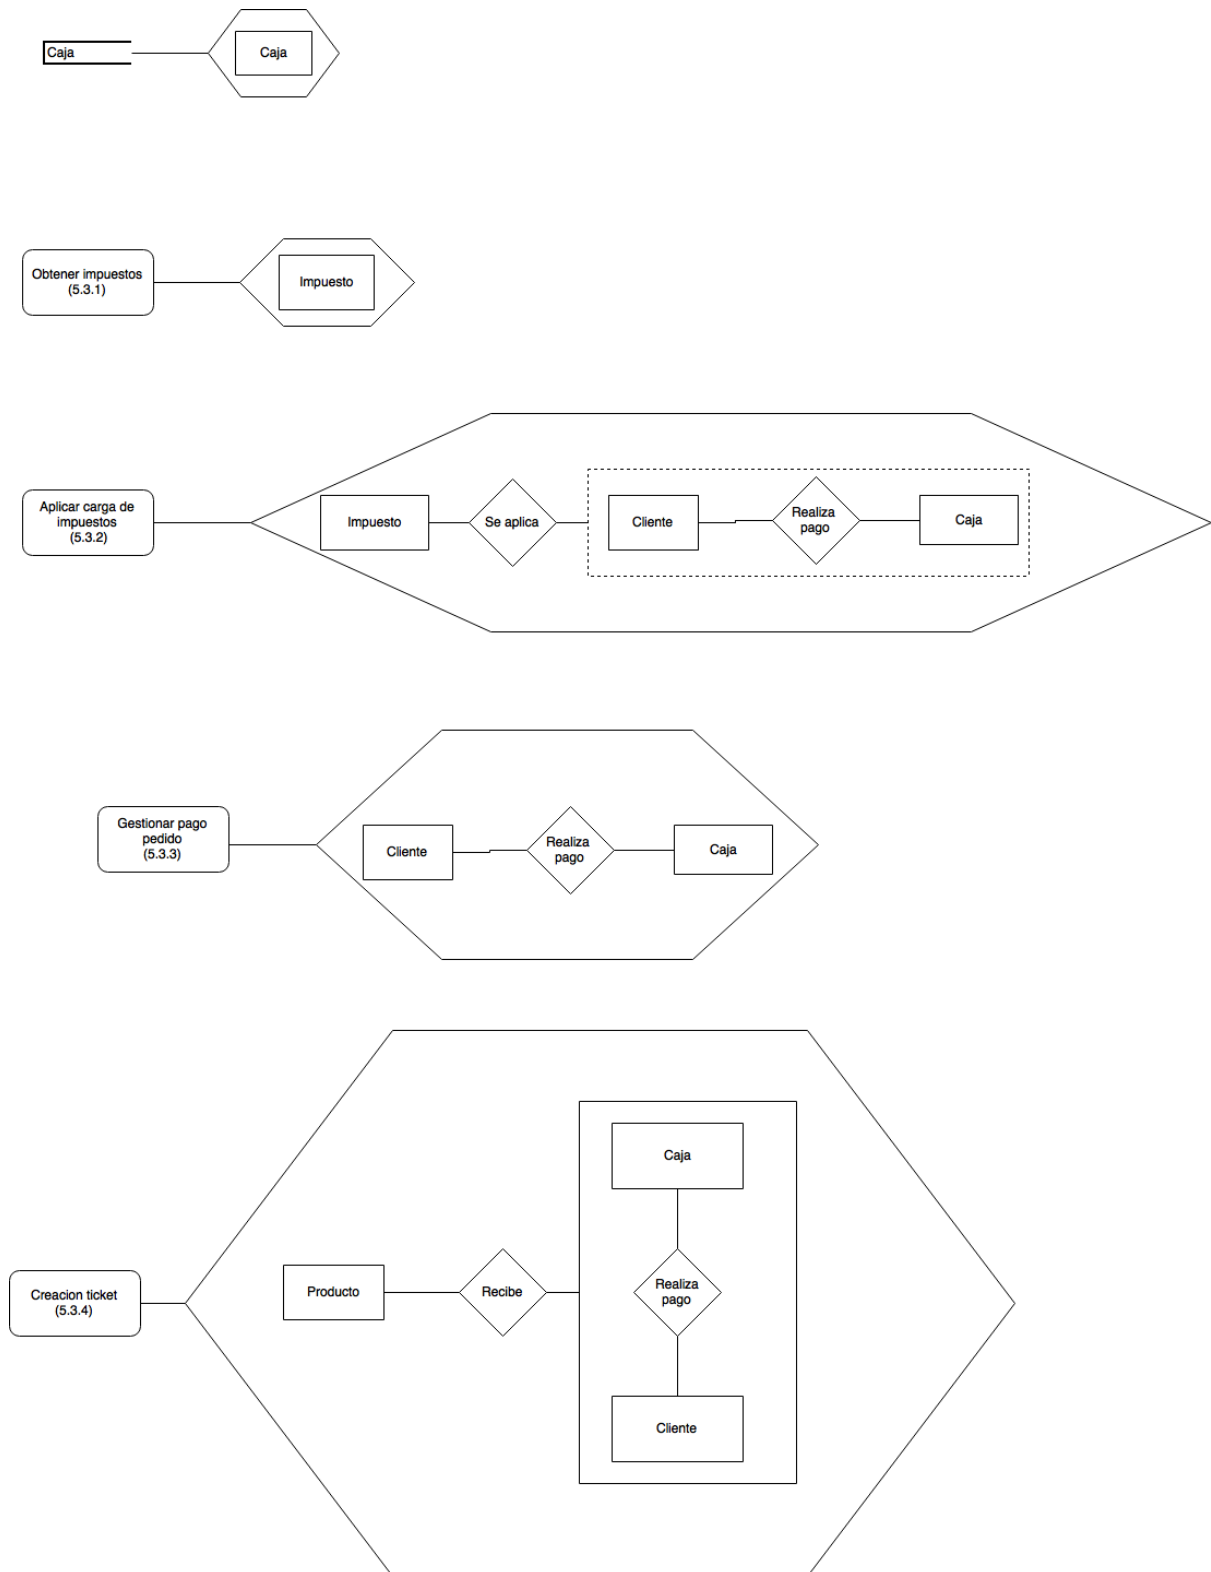 Caja
Caja
Obtener impuestos
(5.3.1)
Impuesto
Aplicar carga de
impuestos
(5.3.2)
Impuesto
Se aplica
Cliente
Realiza
pago
Caja
Gestionar pago
pedido
(5.3.3)
Cliente
Realiza
pago
Caja
Creacion ticket
(5.3.4)
Producto
Recibe
Caja
Realiza
pago
Cliente